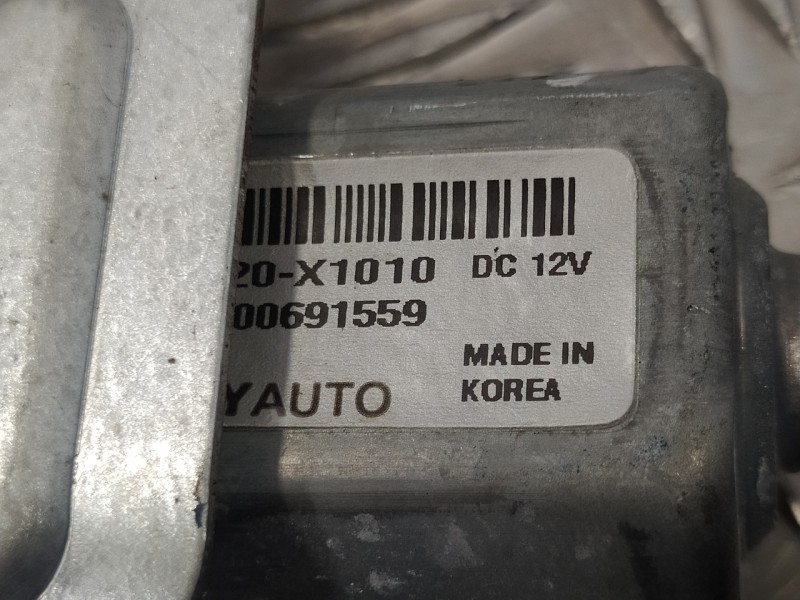 20-X1010 DC 12V
00691559
MADE IN
YAUTO KOREA